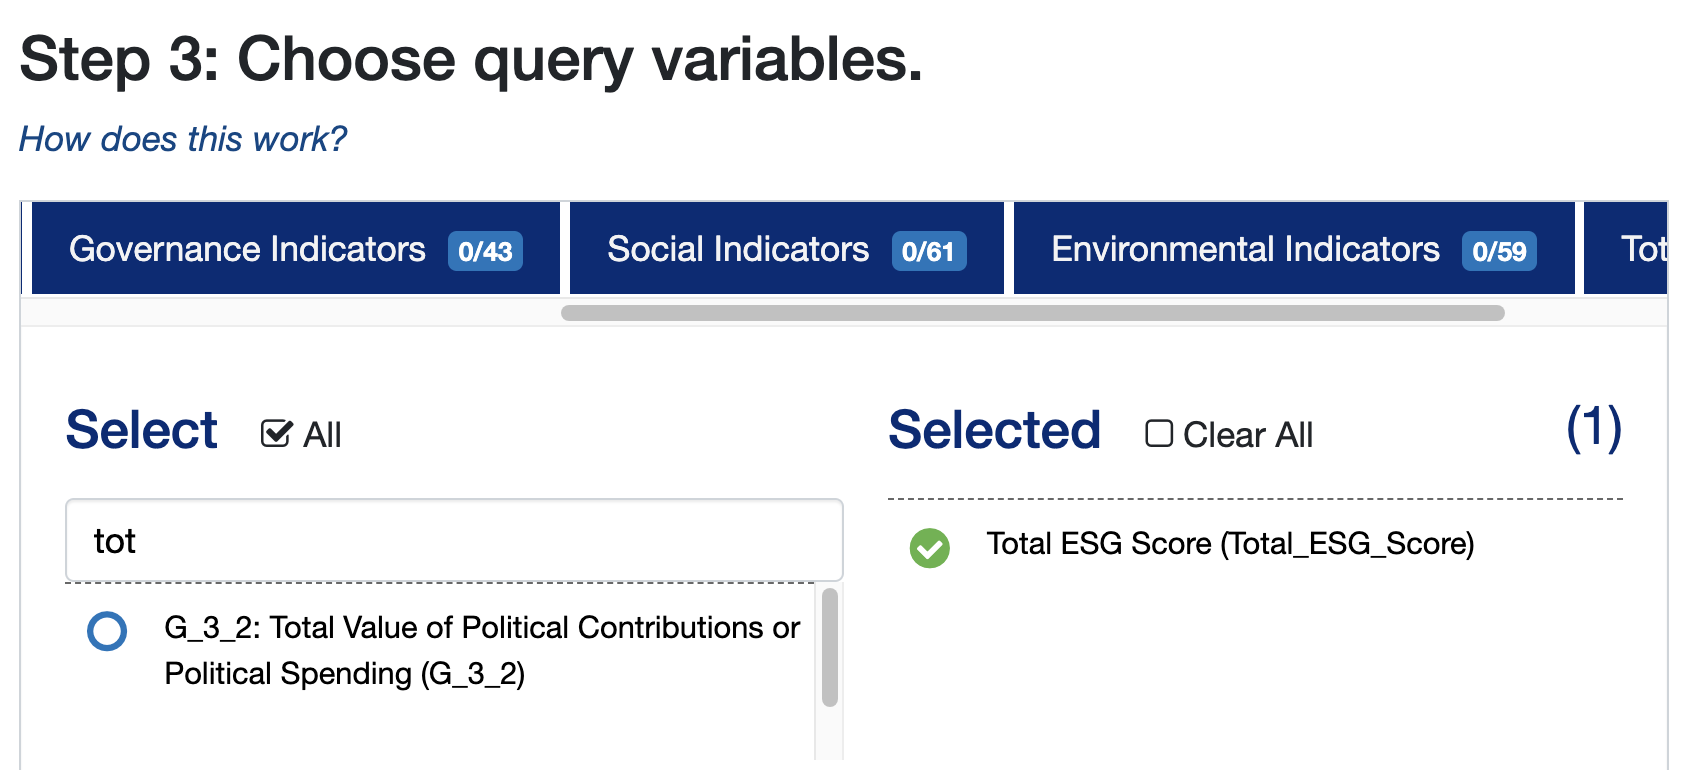 Step 3: Choose query variables.
How does this work?
Governance Indicators 0/43 Social Indicators 0/61 Environmental Indicators 0/59 Tot
Select All Selected Clear All (1)
tot
Total ESG Score (Total_ESG_Score)
G_3_2: Total Value of Political Contributions or
Political Spending (G_3_2)